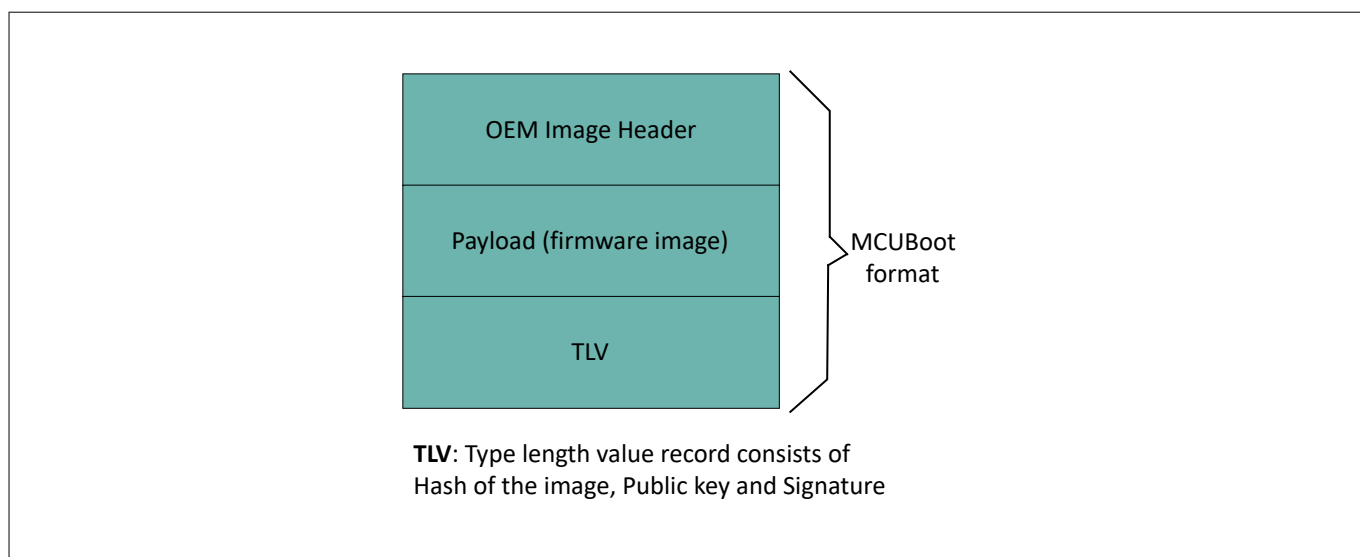 OEM Image Header
Payload (firmware image)
MCUBoot
format
TLV
TLV: Type length value record consists of
Hash of the image, Public key and Signature